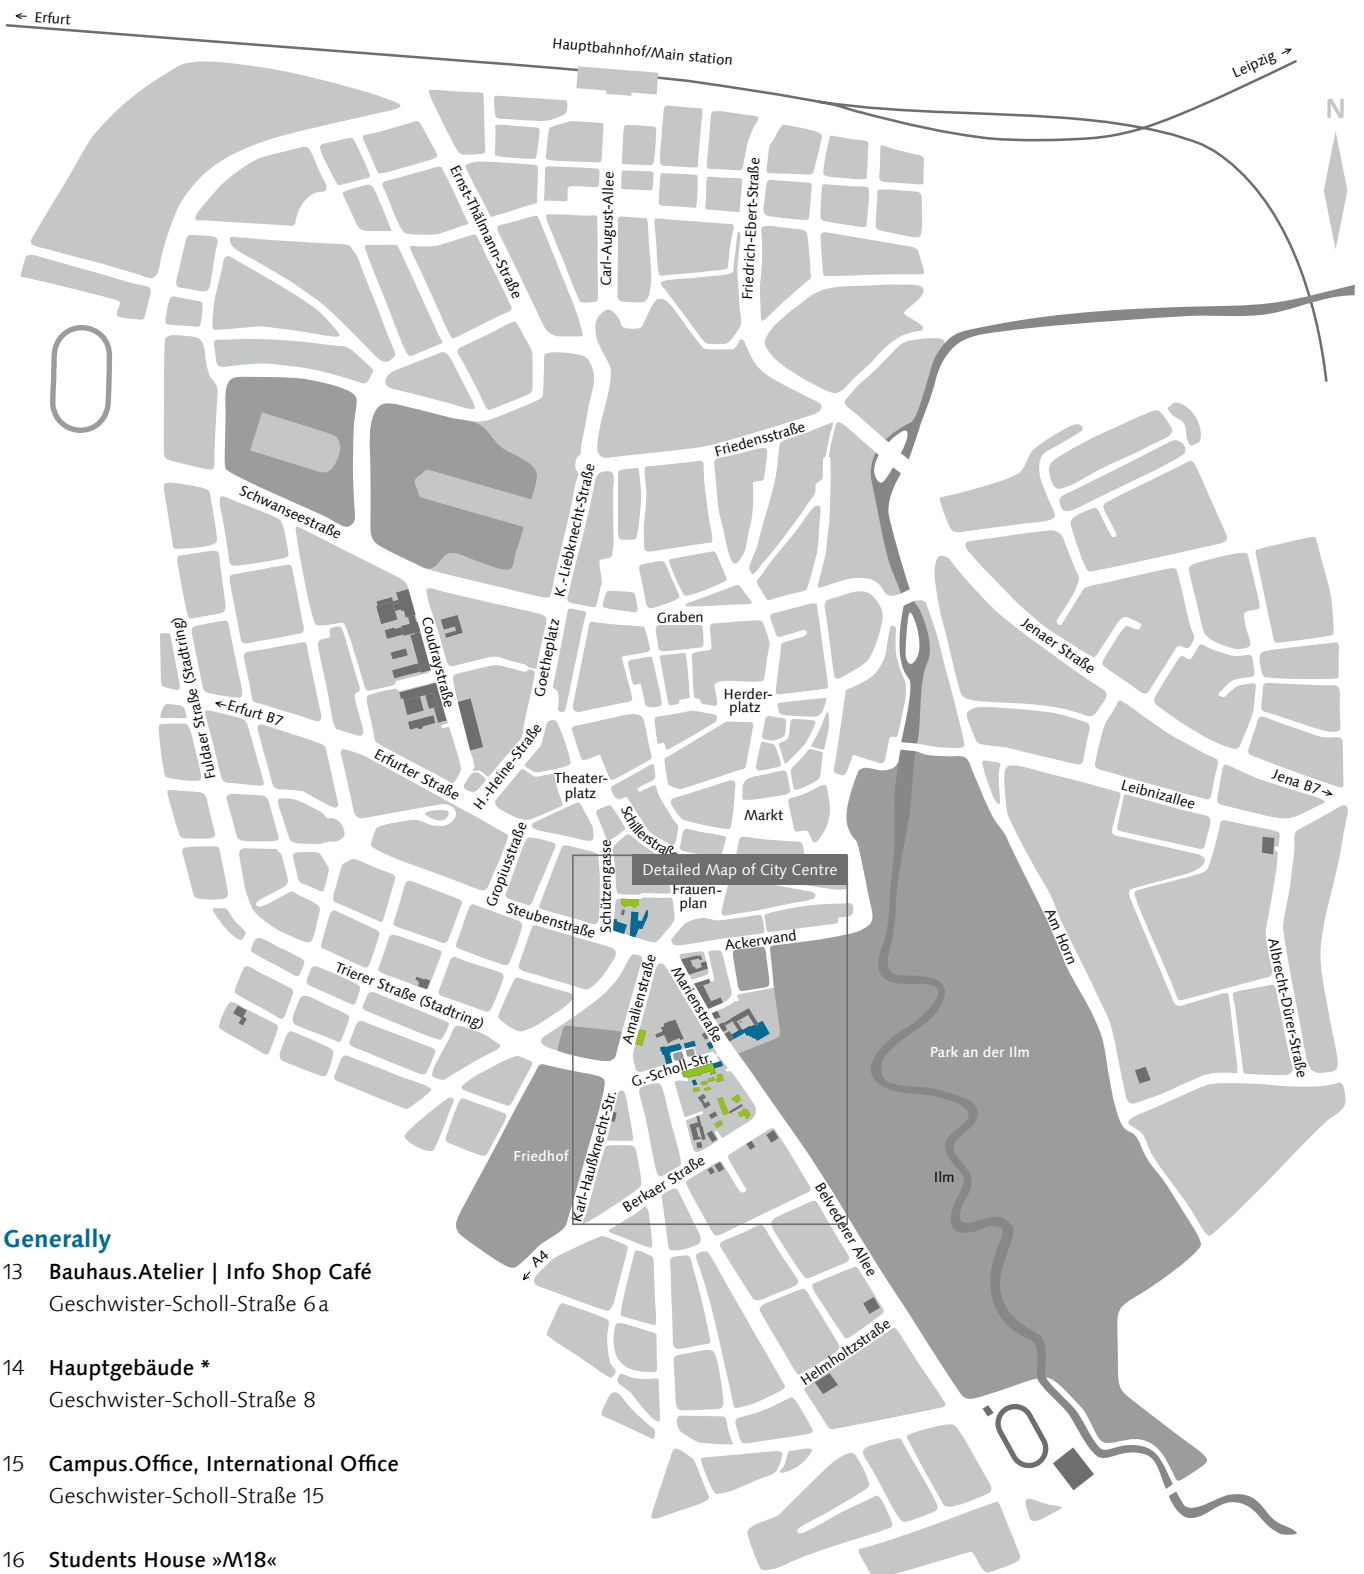 ← Erfurt
Hauptbahnhof/Main station
Leipzig →
N
Ernst-Thälmann-Straße
Carl-August-Allee
Friedrich-Ebert-Straße
Friedensstraße
Schwanseestraße
K.-Liebknecht-Straße
Graben
Jenaer Straße
Coudraystraße
Goetheplatz
Fuldaer Straße (Stadtring)
Herder-
platz
← Erfurt B7
Erfurter Straße
H.-Heine-Straße
Theater-
platz
Jena B7 →
Leibnizallee
Markt
Schillerstraße
Gropiusstraße
Schützengasse
Detailed Map of City Centre
Frauen-
plan
Steubenstraße
Ackerwand
Am Horn
Albrecht-Dürer-Straße
Trierer Straße (Stadtring)
Amalienstraße
Marienstraße
Park an der Ilm
G.-Scholl-Str.
Karl-Haußknecht-Str.
Friedhof
Berkaer Straße
Ilm
Belvederer Allee
← A4
Helmholtzstraße
Generally
13 Bauhaus.Atelier | Info Shop Café
Geschwister-Scholl-Straße 6a
14 Hauptgebäude *
Geschwister-Scholl-Straße 8
15 Campus.Office, International Office
Geschwister-Scholl-Straße 15
16 Students House »M18«